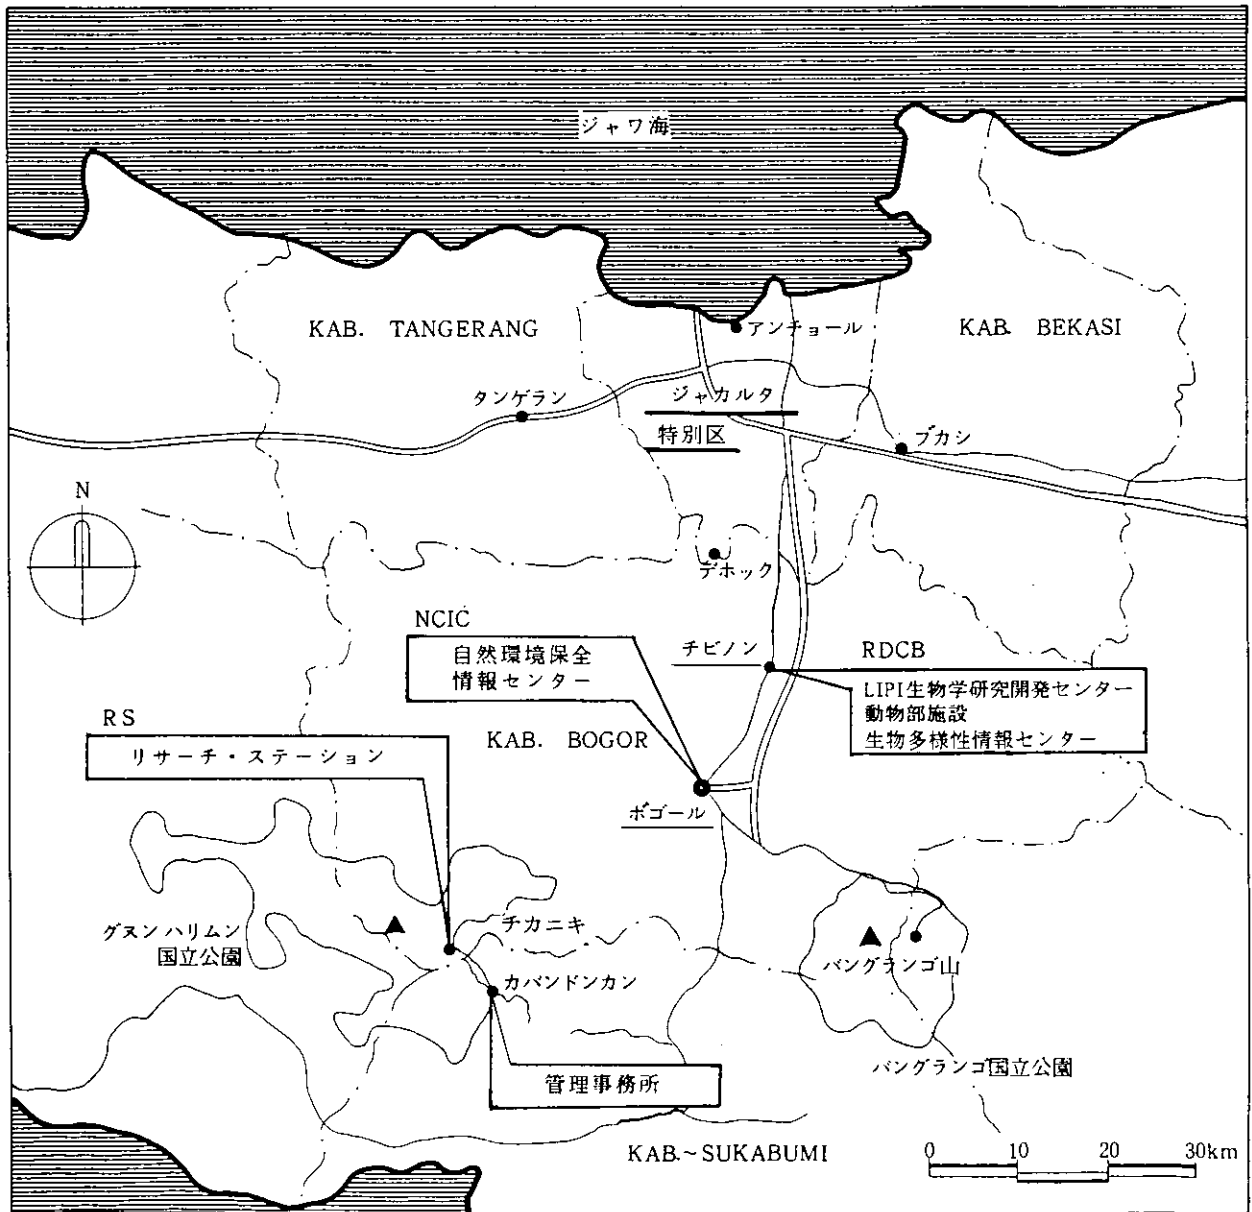 ジャワ海
KAB. TANGERANG
アンチョール
KAB. BEKASI
タンゲラン
ジャカルタ
特別区
ブカシ
N
デホック
NCIC
自然環境保全
情報センター
チビノン
RDCB
LIPI生物学研究開発センター
動物部施設
生物多様性情報センター
RS
リサーチ・ステーション
KAB. BOGOR
ボゴール
グヌンハリムン
国立公園
チカニキ
カバンドンカン
バングランゴ山
管理事務所
バングランコ国立公園
KAB.~SUKABUMI
0 10 20 30km